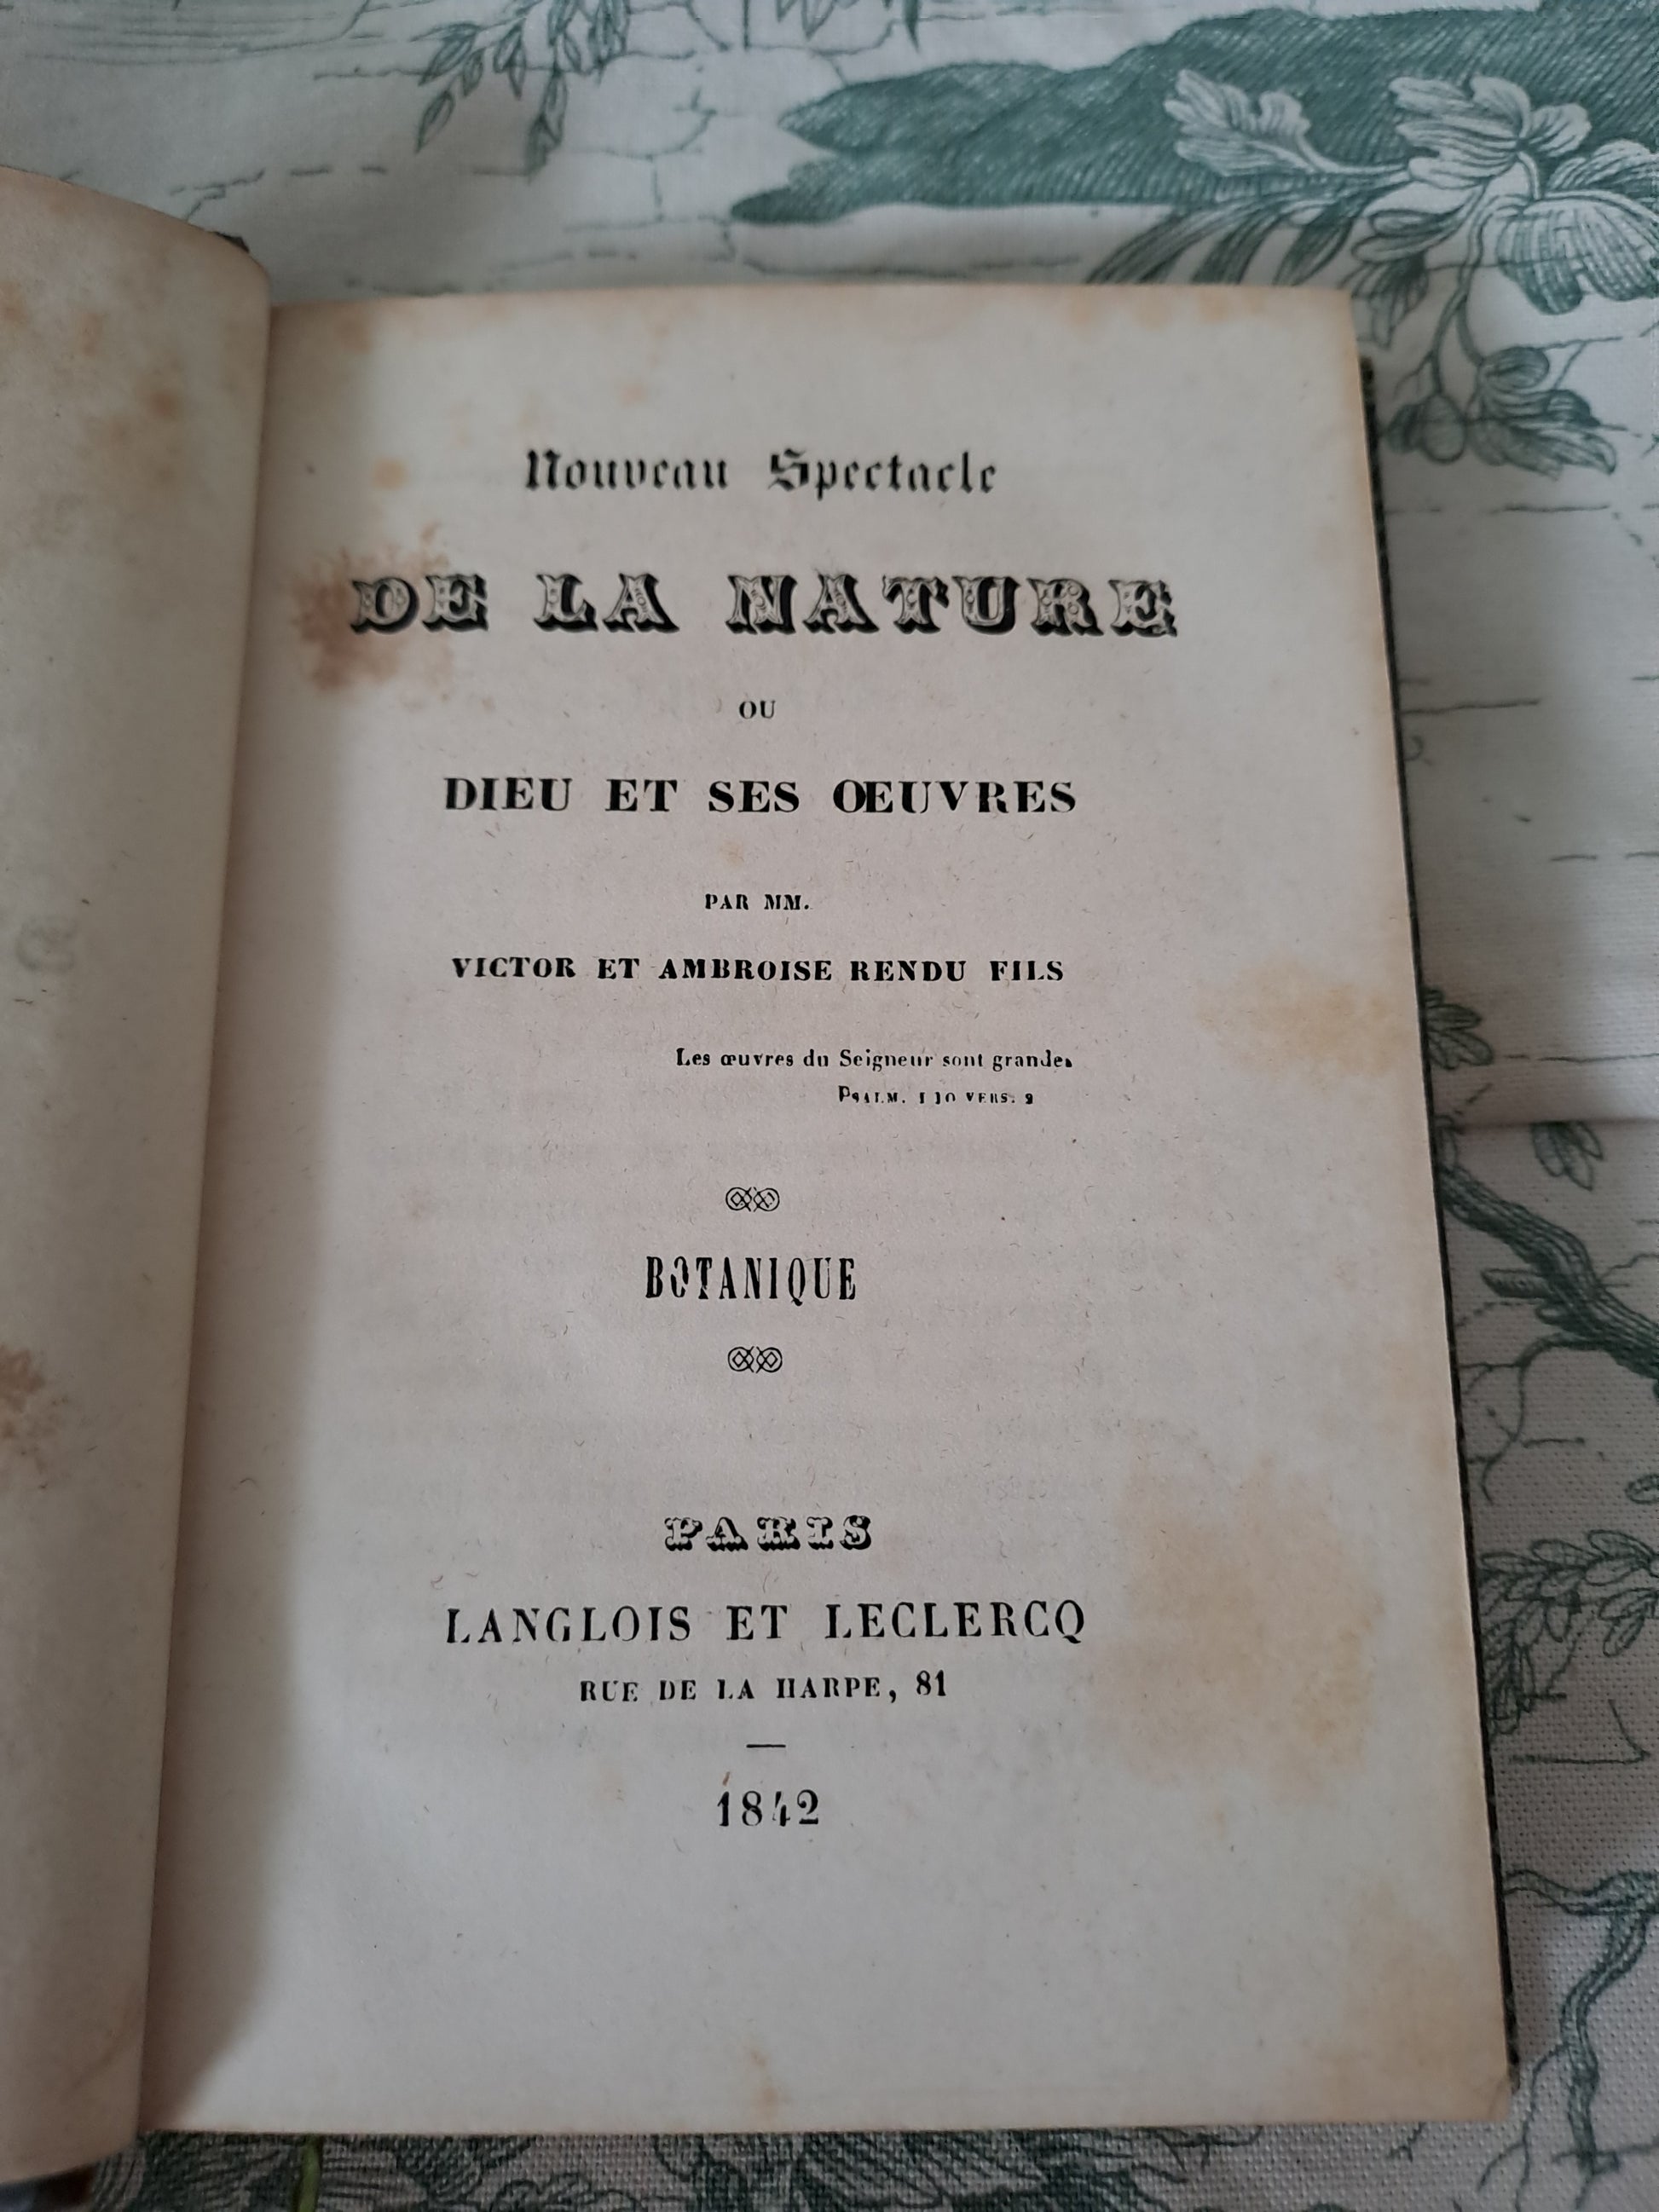 Nouveau Spectacle
DE LA NATURE
OU
DIEU ET SES ŒUVRES
PAR MM.
VICTOR ET AMBROISE RENDU FILS
Les œuvres du Seigneur sont grandes
PSALM. 110 VERS. 2
BOTANIQUE
PARIS
LANGLOIS ET LECLERCQ
RUE DE LA HARPE, 81
1842